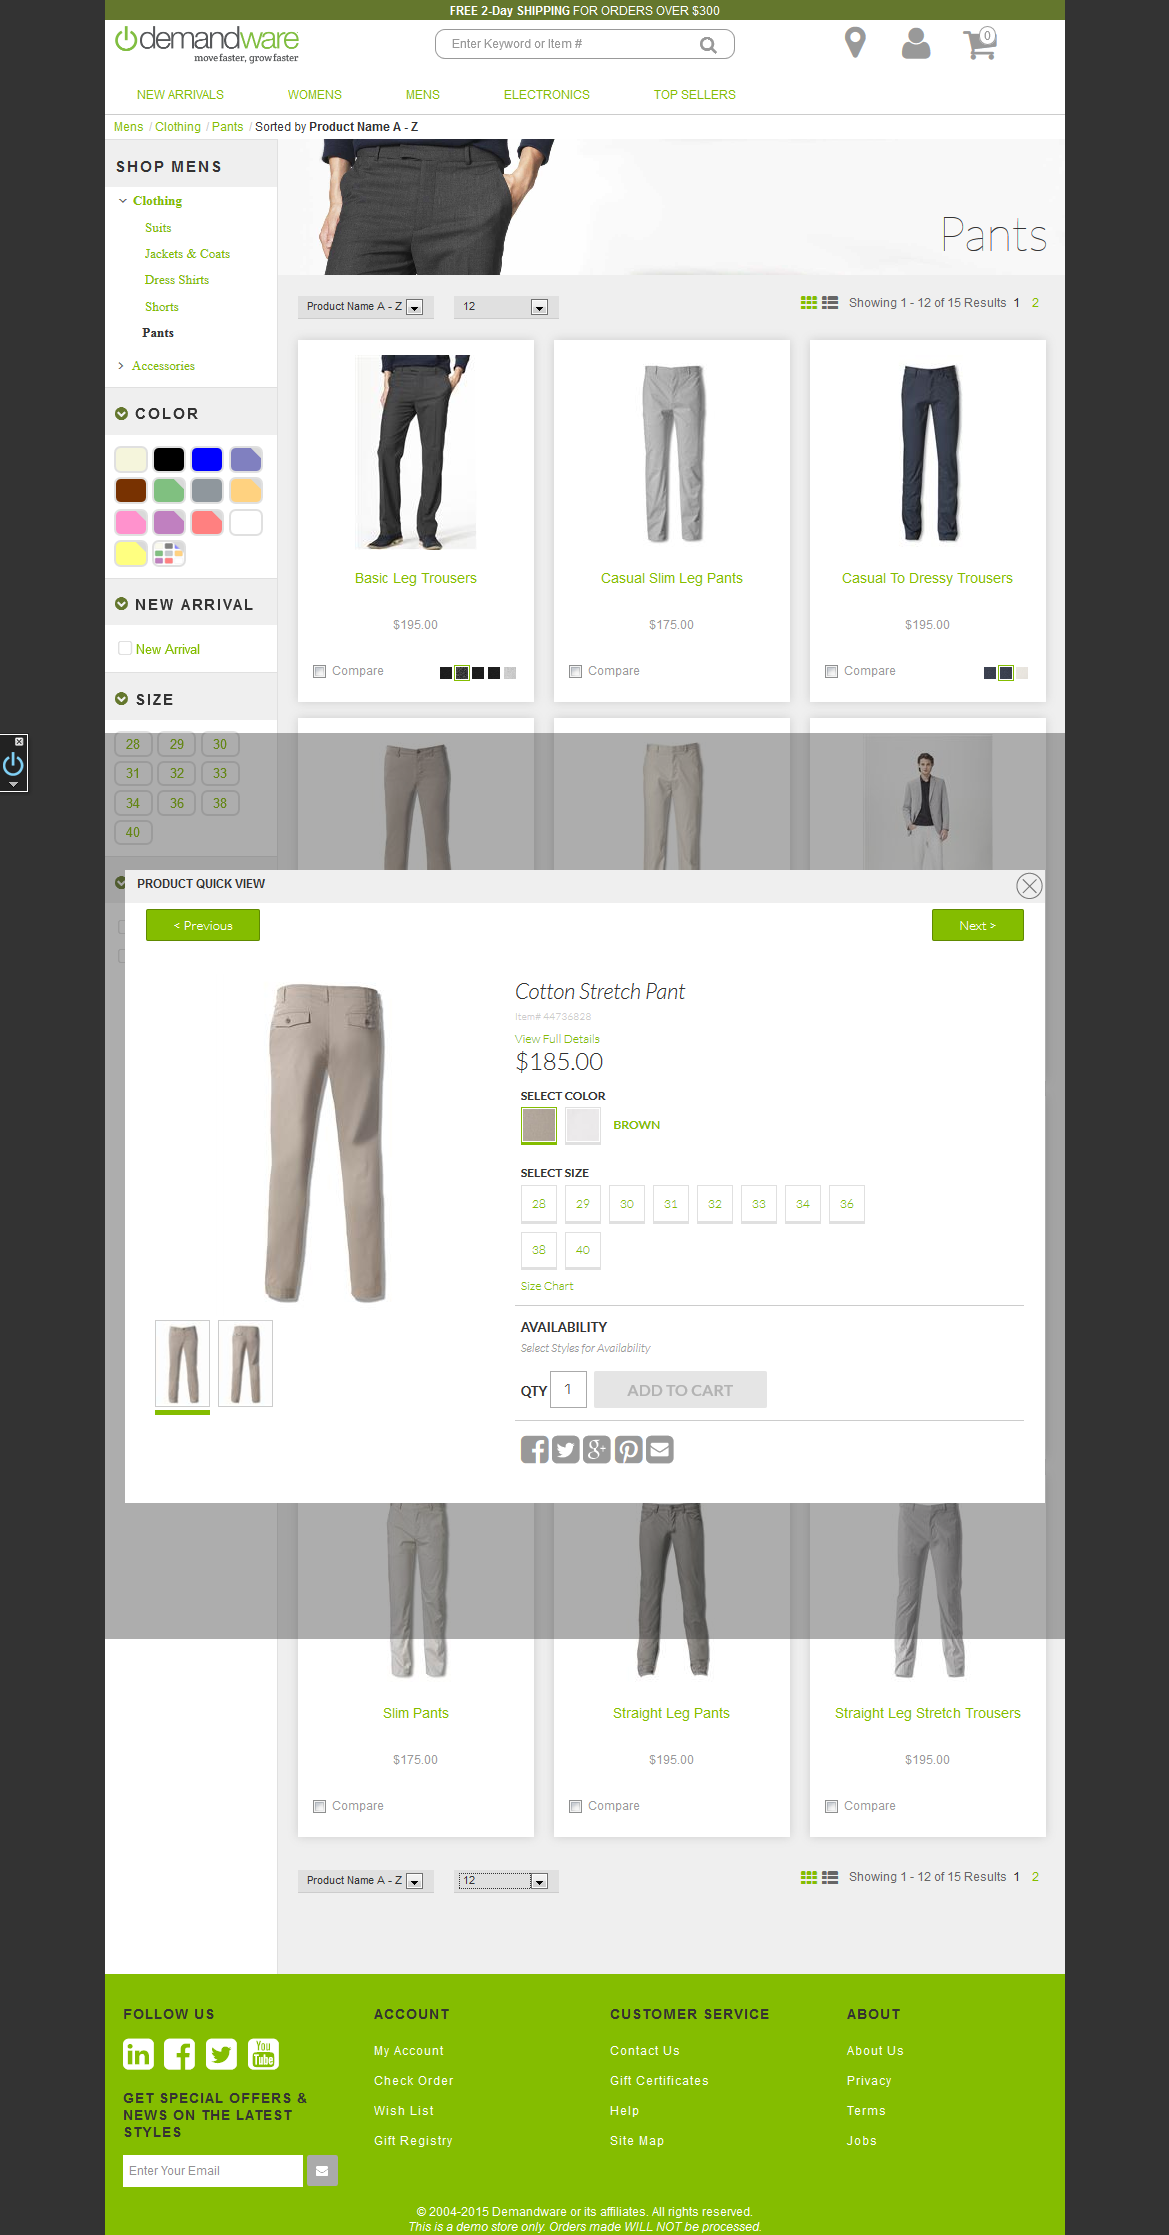 FREE 2-Day SHIPPING FOR ORDERS OVER $300
demandware
move faster, grow faster
Enter Keyword or Item #
0
NEW ARRIVALS WOMENS MENS ELECTRONICS TOP SELLERS
Mens / Clothing / Pants / Sorted by Product Name A - Z
SHOP MENS
Clothing
Suits
Jackets & Coats
Dress Shirts
Shorts
Pants
Accessories
COLOR
NEW ARRIVAL
New Arrival
SIZE
28 29 30
31 32 33
34 36 38
40
Pants
Product Name A - Z 12 Showing 1 - 12 of 15 Results 1 2
Basic Leg Trousers
$195.00
Compare
Casual Slim Leg Pants
$175.00
Compare
Casual To Dressy Trousers
$195.00
Compare
PRODUCT QUICK VIEW
< Previous
Next >
Cotton Stretch Pant
Item# 44736828
View Full Details
$185.00
SELECT COLOR
BROWN
SELECT SIZE
28 29 30 31 32 33 34 36
38 40
Size Chart
AVAILABILITY
Select Styles for Availability
QTY 1 ADD TO CART
Slim Pants
$175.00
Compare
Straight Leg Pants
$195.00
Compare
Straight Leg Stretch Trousers
$195.00
Compare
Product Name A - Z 12 Showing 1 - 12 of 15 Results 1 2
FOLLOW US
in
You
Tube
GET SPECIAL OFFERS &
NEWS ON THE LATEST
STYLES
Enter Your Email
ACCOUNT
My Account
Check Order
Wish List
Gift Registry
CUSTOMER SERVICE
Contact Us
Gift Certificates
Help
Site Map
ABOUT
About Us
Privacy
Terms
Jobs
© 2004-2015 Demandware or its affiliates. All rights reserved.
This is a demo store only. Orders made WILL NOT be processed.